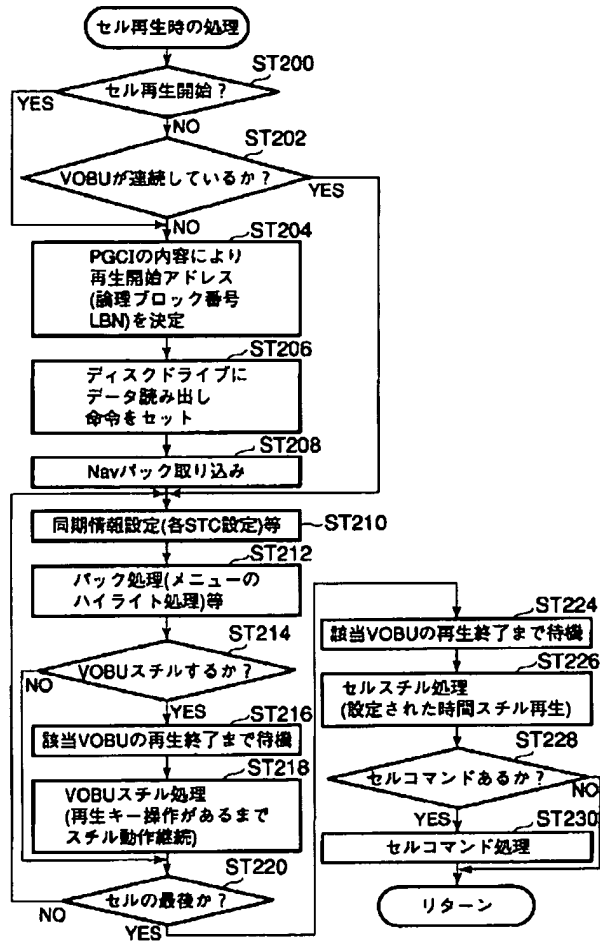 セル再生時の処理
ST200
セル再生開始？
YES
NO
ST202
VOBUが連続しているか？
YES
NO
ST204
PGCIの内容により
再生開始アドレス
(論理ブロック番号
LBN)を決定
ST206
ディスクドライブに
データ読み出し
命令をセット
ST208
Navパック取り込み
同期情報設定(各STC設定)等
ST210
ST212
パック処理(メニューの
ハイライト処理)等
ST214
VOBUスチルするか？
NO
YES
ST216
該当VOBUの再生終了まで待機
ST218
VOBUスチル処理
(再生キー操作があるまで
スチル動作継続)
ST220
セルの最後か？
NO
YES
ST224
該当VOBUの再生終了まで待機
ST226
セルスチル処理
(設定された時間スチル再生)
ST228
セルコマンドあるか？
NO
YES
ST230
セルコマンド処理
リターン